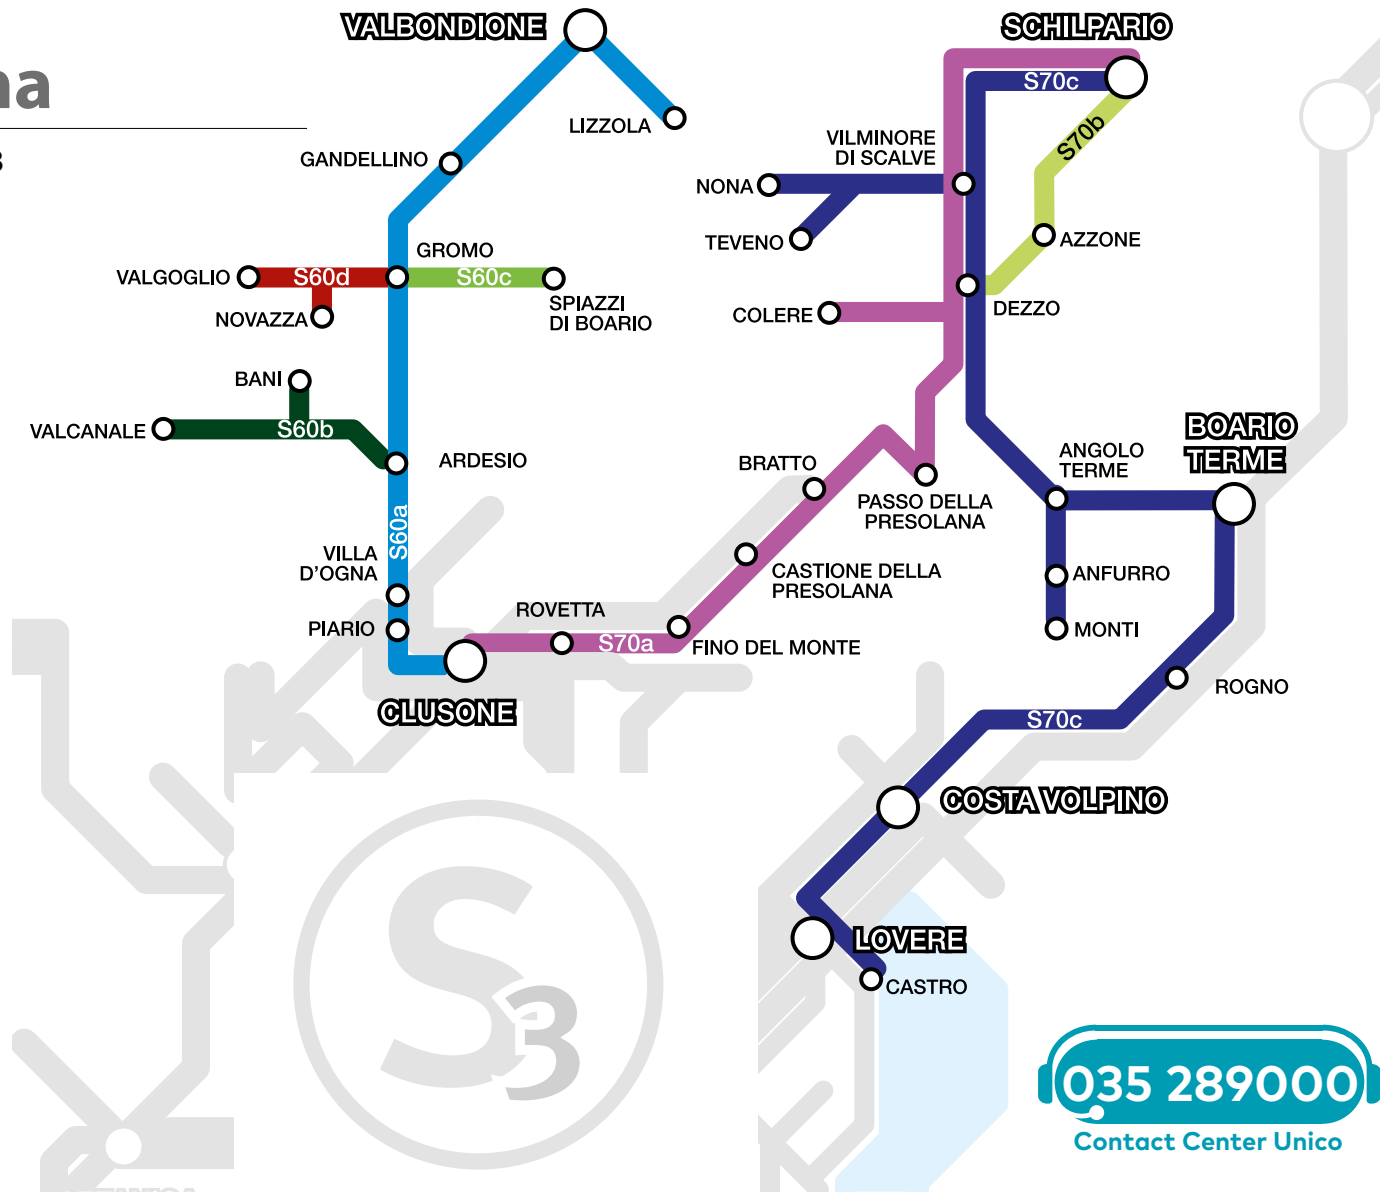 VALBONDIONE
SCHILPARIO
na
S70c
S70b
LIZZOLA
VILMINORE
DI SCALVE
GANDELLINO
NONA
TEVENO
AZZONE
GROMO
VALGOGLIO
S60d
S60c
SPIAZZI
DI BOARIO
NOVAZZA
COLERE
DEZZO
BANI
VALCANALE
S60b
ARDESIO
BOARIO
TERME
ANGOLO
TERME
BRATTO
PASSO DELLA
PRESOLANA
S60a
VILLA
D'OGNA
CASTIONE DELLA
PRESOLANA
ANFURRO
ROVETTA
PIARIO
S70a
FINO DEL MONTE
MONTI
ROGNO
CLUSONE
S70c
COSTA VOLPINO
LOVERE
CASTRO
S3
035 289000
Contact Center Unico